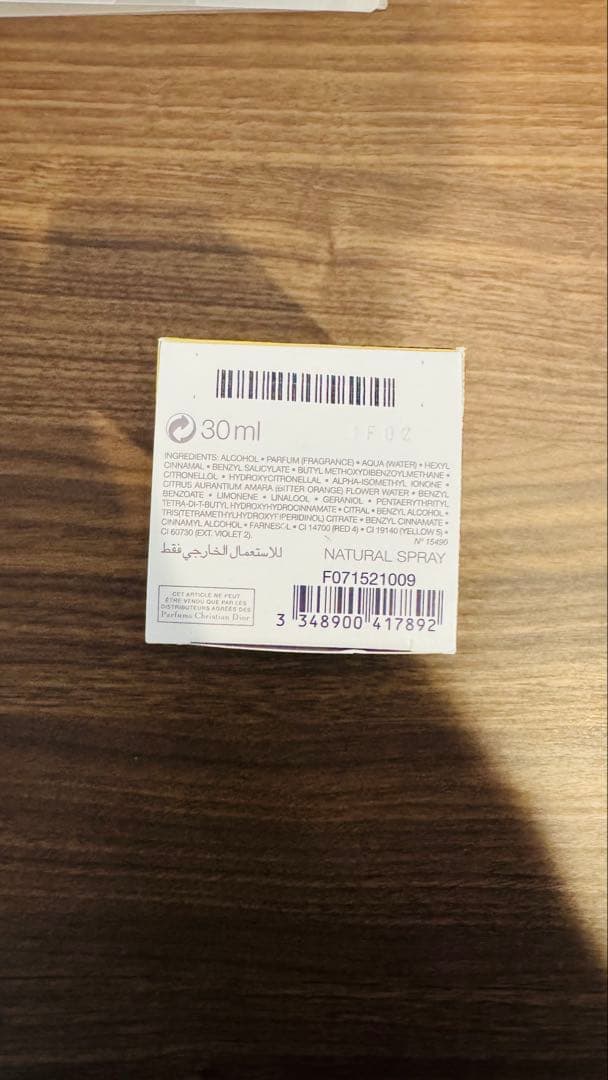 30ml
1F02
INGREDIENTS: ALCOHOL • PARFUM (FRAGRANCE) • AQUA (WATER) • HEXYL
CINNAMAL • BENZYL SALICYLATE • BUTYL METHOXYDIBENZOYLMETHANE •
CITRONELLOL • HYDROXYCITRONELLAL • ALPHA-ISOMETHYL IONONE •
CITRUS AURANTIUM AMARA (BITTER ORANGE) FLOWER WATER • BENZYL
BENZOATE • LIMONENE • LINALOOL • GERANIOL • PENTAERYTHRITYL
TETRA-DI-T-BUTYL HYDROXYHYDROCINNAMATE • CITRAL • BENZYL ALCOHOL •
TRIS(TETRAMETHYLHYDROXYPIPERIDINOL) CITRATE • BENZYL CINNAMATE •
CINNAMYL ALCOHOL • FARNESOL • CI 14700 (RED 4) • CI 19140 (YELLOW 5) •
CI 60730 (EXT. VIOLET 2).
N° 15496
للاستعمال الخارجي فقط
NATURAL SPRAY
F071521009
CET ARTICLE NE PEUT
ÊTRE VENDU QUE PAR LES
DISTRIBUTEURS AGRÉÉS DES
Parfums Christian Dior
3 348900 417892